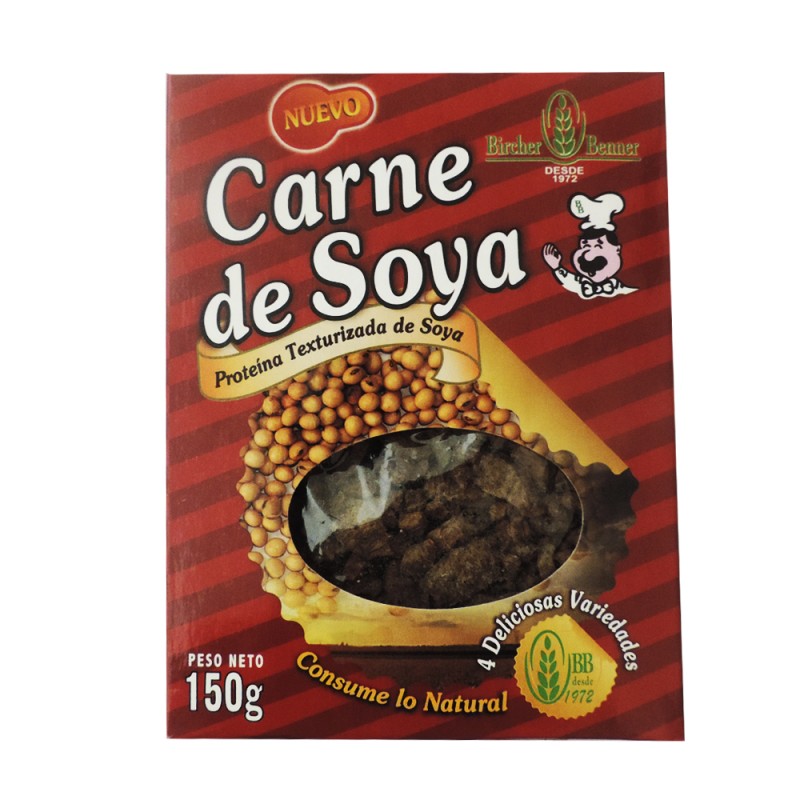 NUEVO
Bircher Benner
DESDE
1972
BB
Carne
de Soya
Proteína Texturizada de Soya
4 Deliciosas Variedades
BB
desde
1972
Consume lo Natural
PESO NETO
150g